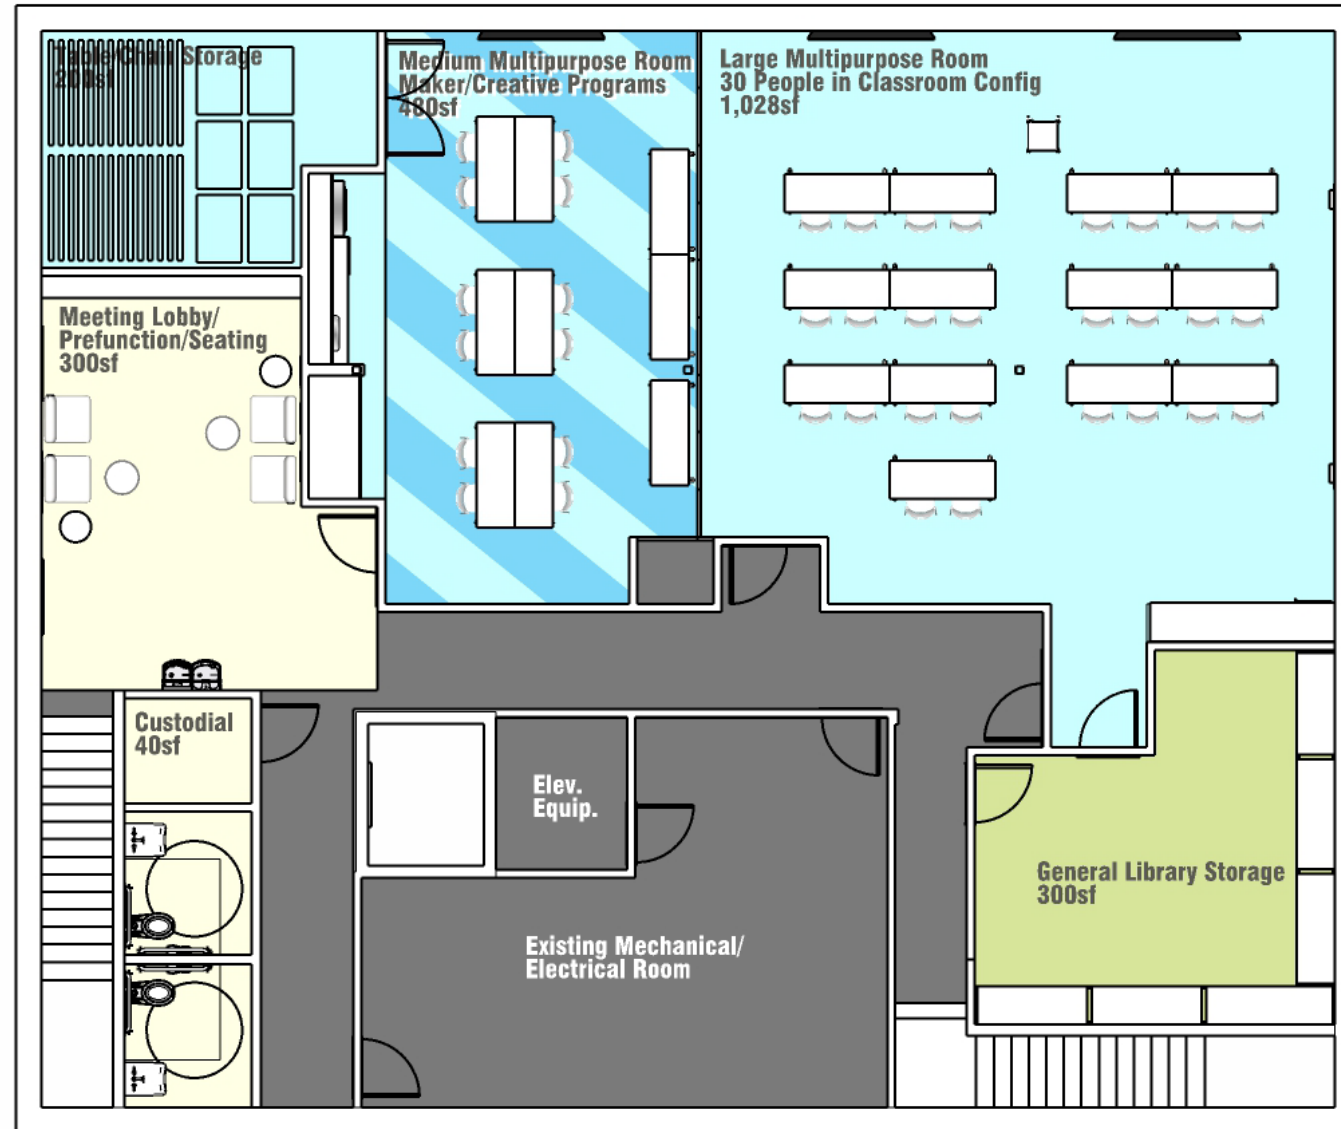 Table/Chair Storage
200sf
Medium Multipurpose Room
Maker/Creative Programs
480sf
Large Multipurpose Room
30 People in Classroom Config
1,028sf
Meeting Lobby/
Prefunction/Seating
300sf
Custodial
40sf
Elev.
Equip.
General Library Storage
300sf
Existing Mechanical/
Electrical Room